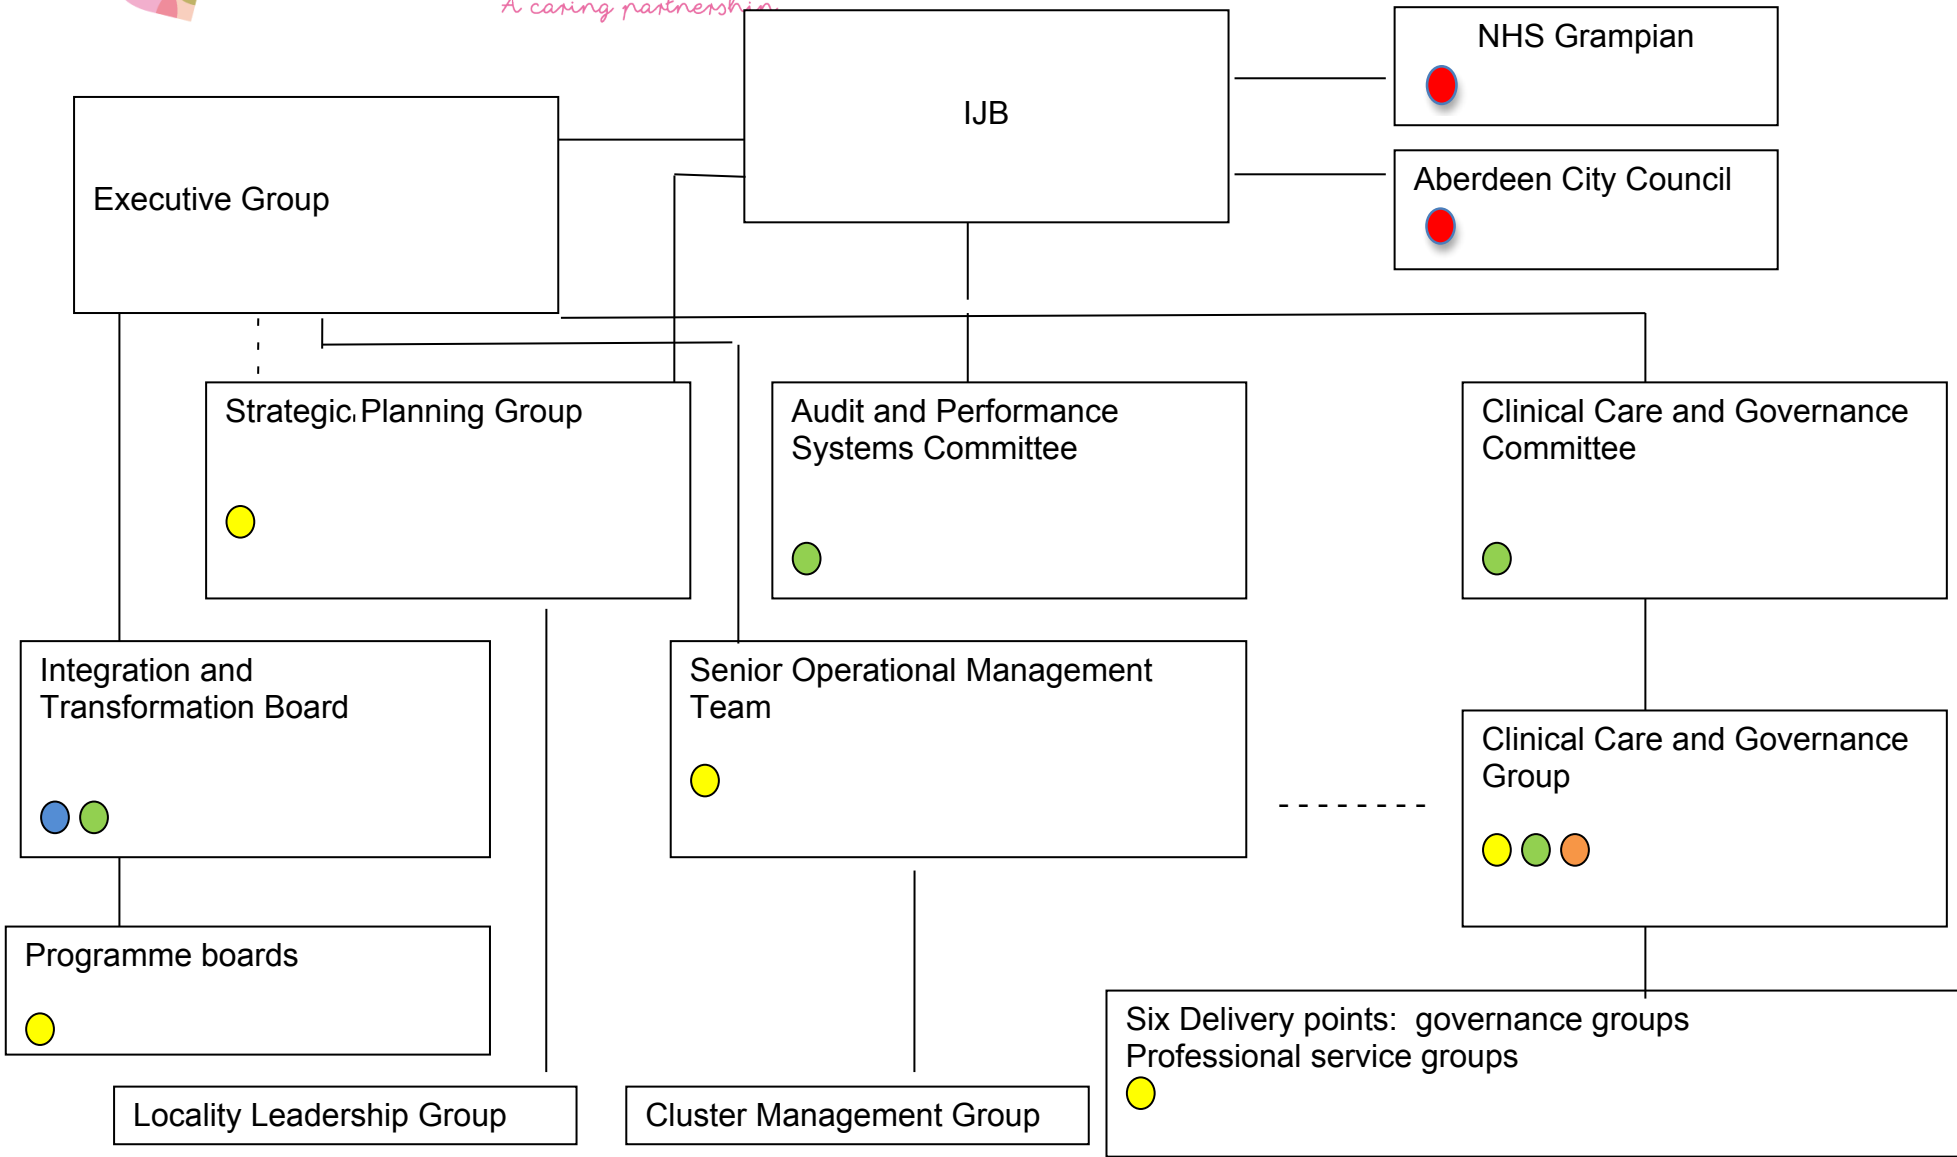 A caring partnership
NHS Grampian
IJB
Aberdeen City Council
Executive Group
Strategic Planning Group
Audit and Performance
Systems Committee
Clinical Care and Governance
Committee
Integration and
Transformation Board
Senior Operational Management
Team
Clinical Care and Governance
Group
Programme boards
Six Delivery points:  governance groups
Professional service groups
Locality Leadership Group
Cluster Management Group